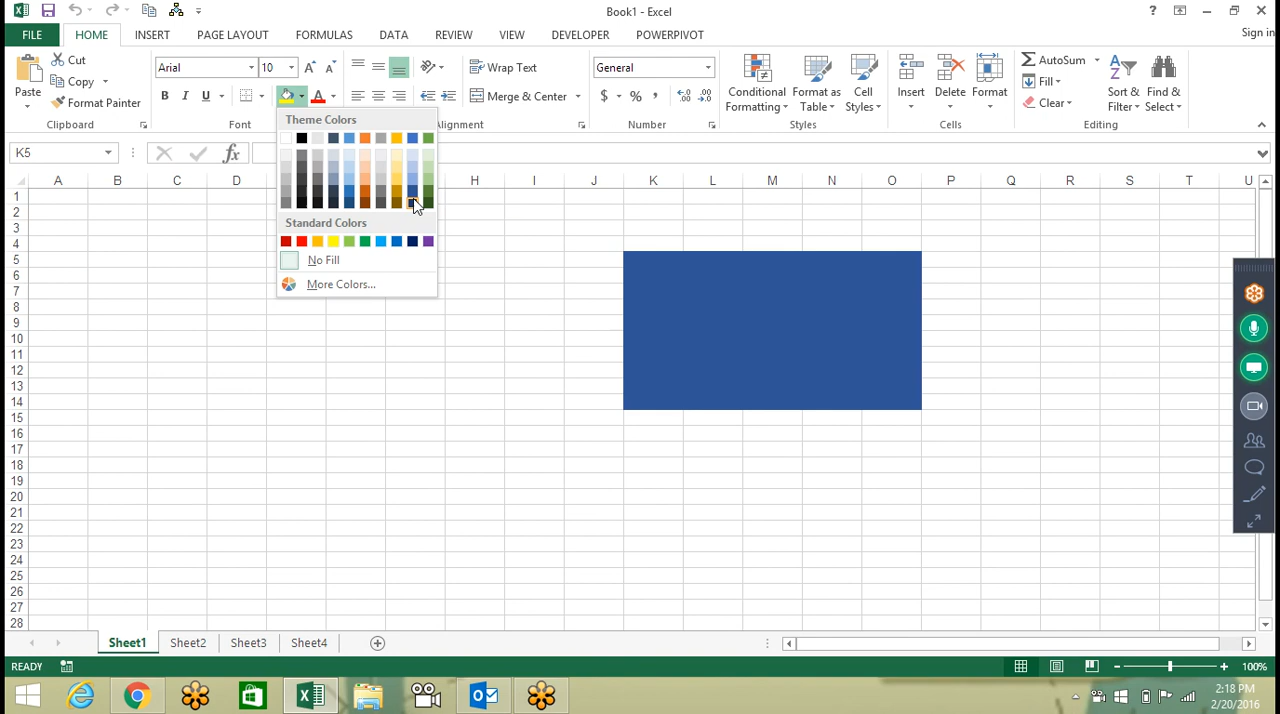 Book1 - Excel
?
FILE HOME INSERT PAGE LAYOUT FORMULAS DATA REVIEW VIEW DEVELOPER POWERPIVOT Sign in
Paste Cut Copy Format Painter
Clipboard
Arial 10
B I U
Font
Wrap Text
Merge & Center
Alignment
General
$ % ,
Number
Conditional Formatting
Format as Table
Cell Styles
Styles
Insert Delete Format
Cells
AutoSum
Fill
Clear
Sort & Filter
Find & Select
Editing
K5
fx
Theme Colors
Standard Colors
No Fill
More Colors...
A B C D H I J K L M N O P Q R S T U
1
2
3
4
5
6
7
8
9
10
11
12
13
14
15
16
17
18
19
20
21
22
23
24
25
26
27
28
Sheet1 Sheet2 Sheet3 Sheet4
READY 100%
2:18 PM
2/20/2016